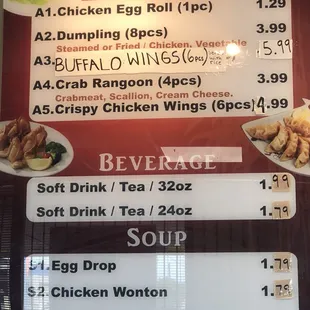 A1.Chicken Egg Roll (1pc) 1.29
A2.Dumpling (8pcs) 3.99
Steamed or Fried / Chicken, Vegetable
A3.BUFFALO WINGS(6pcs) 5.99
A4.Crab Rangoon (4pcs) 3.99
Crabmeat, Scallion, Cream Cheese.
A5.Crispy Chicken Wings (6pcs) 4.99
BEVERAGE
Soft Drink / Tea / 32oz 1.99
Soft Drink / Tea / 24oz 1.79
SOUP
S1.Egg Drop 1.79
S2.Chicken Wonton 1.79